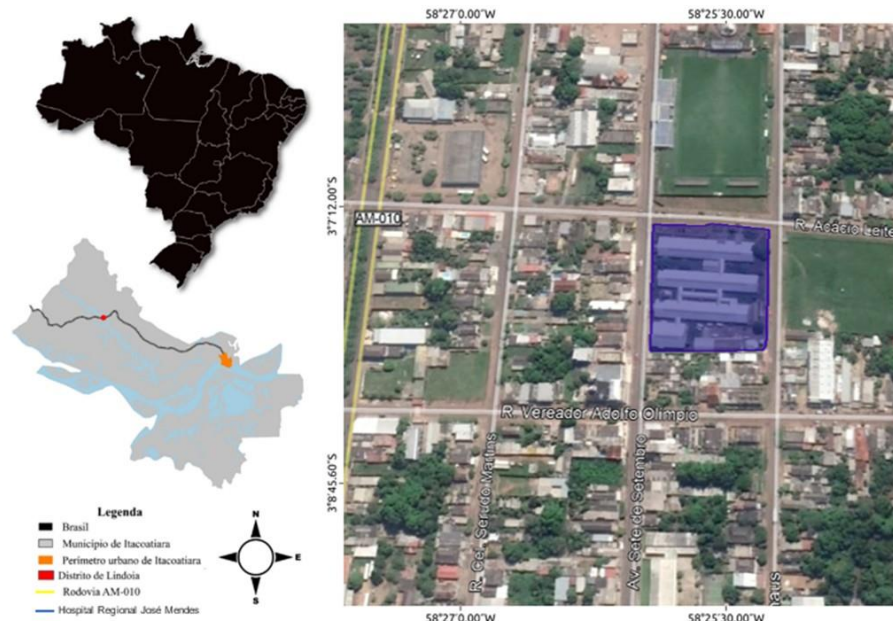 58°27'0.00"W
58°25'30.00"W
3°7'12.00"S
AM-010
R. Acácio Leite
R. Vereador Adolfo Olímpio
3°8'45.60"S
R. Cel. Serudo Martins
Av. Sete de Setembro
naus
58°27'0.00"W
58°25'30.00"W
Legenda
Brasil
Município de Itacoatiara
Perímetro urbano de Itacoatiara
Distrito de Lindoia
Rodovia AM-010
Hospital Regional José Mendes
N
E
S